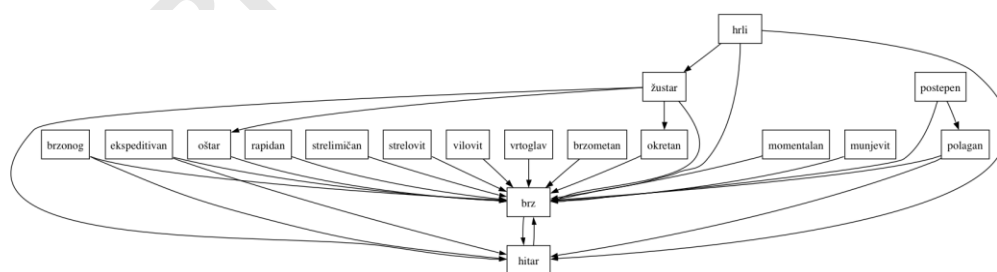 hrli
žustar
postepen
brzonog ekspeditivan oštar rapidan strelimičan strelovit vilovit vrtoglav brzometan okretan momentalan munjevit polagan
brz
hitar